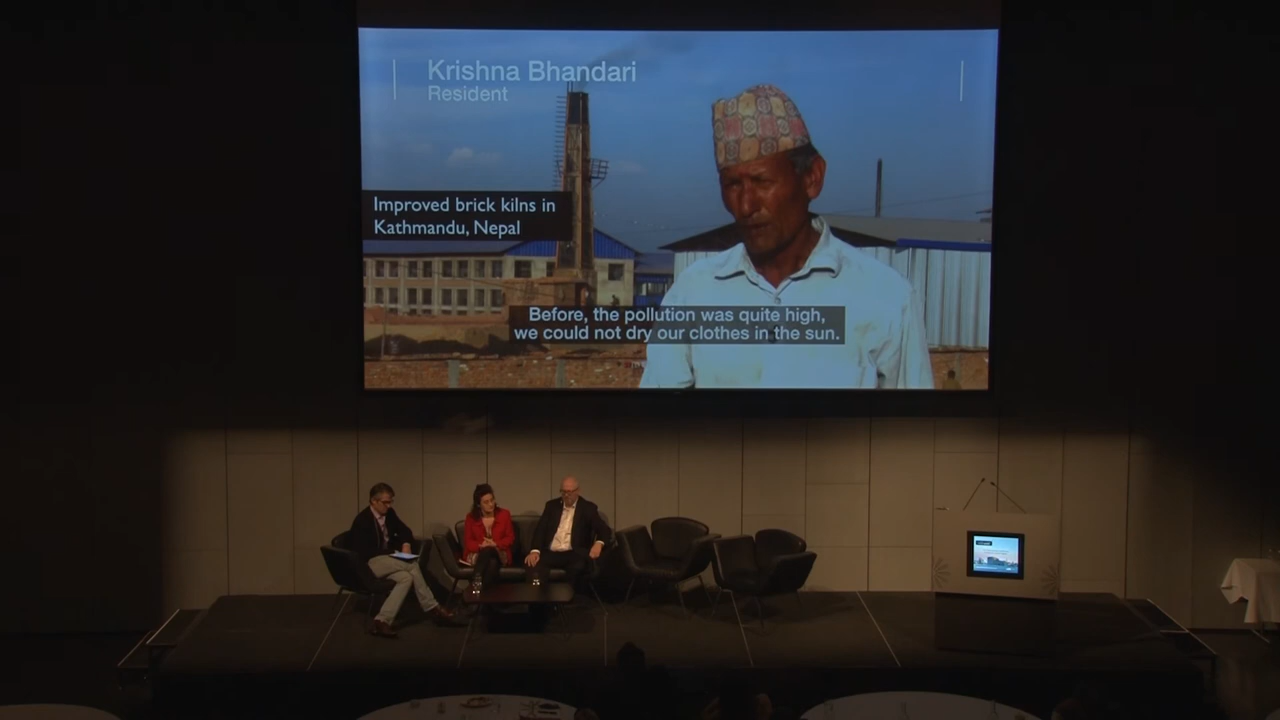 Krishna Bhandari
Resident
Improved brick kilns in
Kathmandu, Nepal
Before, the pollution was quite high,
we could not dry our clothes in the sun.